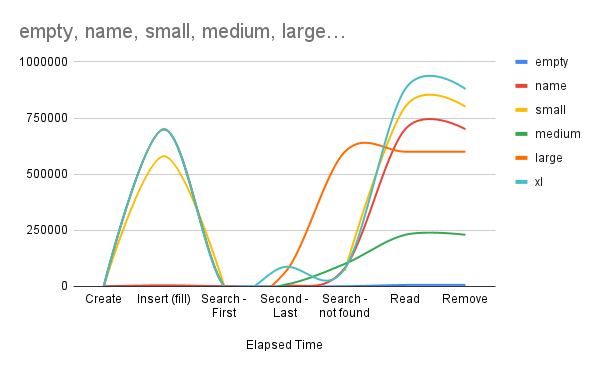 empty, name, small, medium, large...
1000000
750000
500000
250000
0
Create
Insert (fill)
Search -
First
Second -
Last
Search -
not found
Read
Remove
Elapsed Time
empty
name
small
medium
large
xl